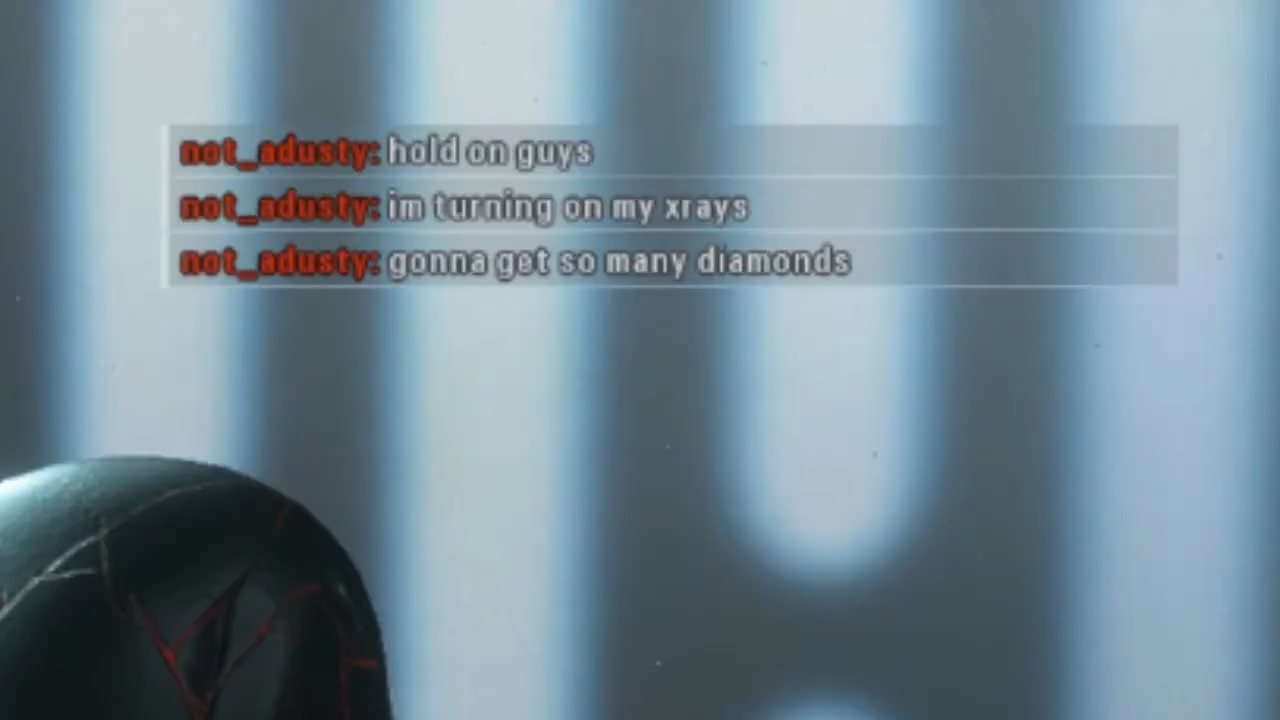 not_adusty: hold on guys
not_adusty: im turning on my xrays
not_adusty: gonna get so many diamonds